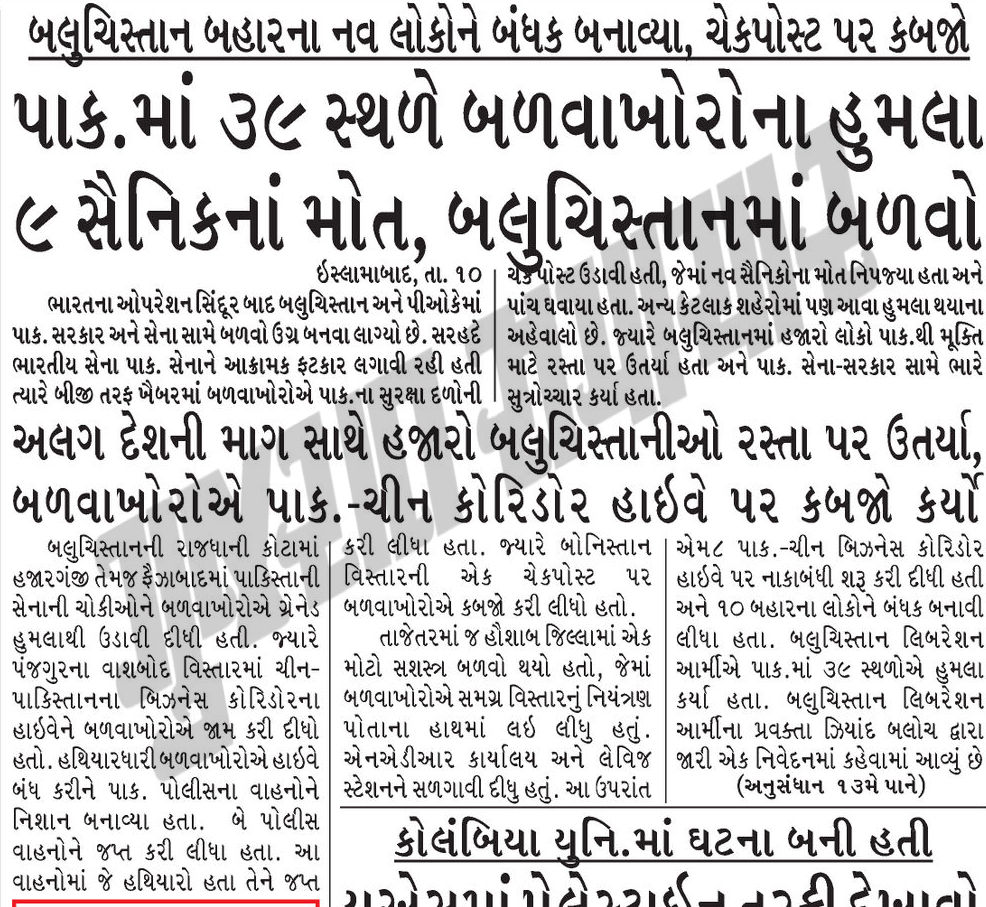 બલુચિસ્તાન બહારના નવ લોકોને બંધક બનાવ્યા, ચેકપોસ્ટ પર કબજો
પાક.માં ૩૯ સ્થળે બળવાખોરોના હુમલા
૯ સૈનિકનાં મોત, બલુચિસ્તાનમાં બળવો
ઇસ્લામાબાદ, તા. ૧૦
ભારતના ઓપરેશન સિંદૂર બાદ બલુચિસ્તાન અને પીઓકેમાં
પાક. સરકાર અને સેના સામે બળવો ઉગ્ર બનવા લાગ્યો છે. સરહદે
ભારતીય સેના પાક. સેનાને આક્રામક ફટકાર લગાવી રહી હતી
ત્યારે બીજી તરફ ખૈબરમાં બળવાખોરોએ પાક.ના સુરક્ષા દળોની
ચેક પોસ્ટ ઉડાવી હતી, જેમાં નવ સૈનિકોના મોત નિપજ્યા હતા અને
પાંચ ઘવાયા હતા. અન્ય કેટલાક શહેરોમાં પણ આવા હુમલા થયાના
અહેવાલો છે. જ્યારે બલુચિસ્તાનમાં હજારો લોકો પાક.થી મૂક્તિ
માટે રસ્તા પર ઉતર્યા હતા અને પાક. સેના-સરકાર સામે ભારે
સુત્રોચ્ચાર કર્યા હતા.
અલગ દેશની માગ સાથે હજારો બલુચિસ્તાનીઓ રસ્તા પર ઉતર્યા,
બળવાખોરોએ પાક.-ચીન કોરિડોર હાઇવે પર કબજો કર્યો
બલુચિસ્તાનની રાજધાની કોટામાં
હજારગંજી તેમજ ફૈઝાબાદમાં પાકિસ્તાની
સેનાની ચોકીઓને બળવાખોરોએ ગ્રેનેડ
હુમલાથી ઉડાવી દીધી હતી. જ્યારે
પંજગુરના વાશબોદ વિસ્તારમાં ચીન-
પાકિસ્તાનના બિઝનેસ કોરિડોરના
હાઇવેને બળવાખોરોએ જામ કરી દીધો
હતો. હથિયારધારી બળવાખોરોએ હાઇવે
બંધ કરીને પાક. પોલીસના વાહનોને
નિશાન બનાવ્યા હતા. બે પોલીસ
વાહનોને જપ્ત કરી લીધા હતા. આ
વાહનોમાં જે હથિયારો હતા તેને જપ્ત
કરી લીધા હતા. જ્યારે બોનિસ્તાન
વિસ્તારની એક ચેકપોસ્ટ પર
બળવાખોરોએ કબજો કરી લીધો હતો.
તાજેતરમાં જ હૌશાબ જિલ્લામાં એક
મોટો સશસ્ત્ર બળવો થયો હતો, જેમાં
બળવાખોરોએ સમગ્ર વિસ્તારનું નિયંત્રણ
પોતાના હાથમાં લઇ લીધુ હતું.
એનએડીઆર કાર્યાલય અને લેવિજ
સ્ટેશનને સળગાવી દીધુ હતું. આ ઉપરાંત
એમ૮ પાક.-ચીન બિઝનેસ કોરિડોર
હાઇવે પર નાકાબંધી શરૂ કરી દીધી હતી
અને ૧૦ બહારના લોકોને બંધક બનાવી
લીધા હતા. બલુચિસ્તાન લિબરેશન
આર્મીએ પાક.માં ૩૯ સ્થળોએ હુમલા
કર્યા હતા. બલુચિસ્તાન લિબરેશન
આર્મીના પ્રવક્તા ઝિયાંદ બલોચ દ્વારા
જારી એક નિવેદનમાં કહેવામાં આવ્યું છે
(અનુસંધાન ૧૩મે પાને)
કોલંબિયા યુનિ.માં ઘટના બની હતી